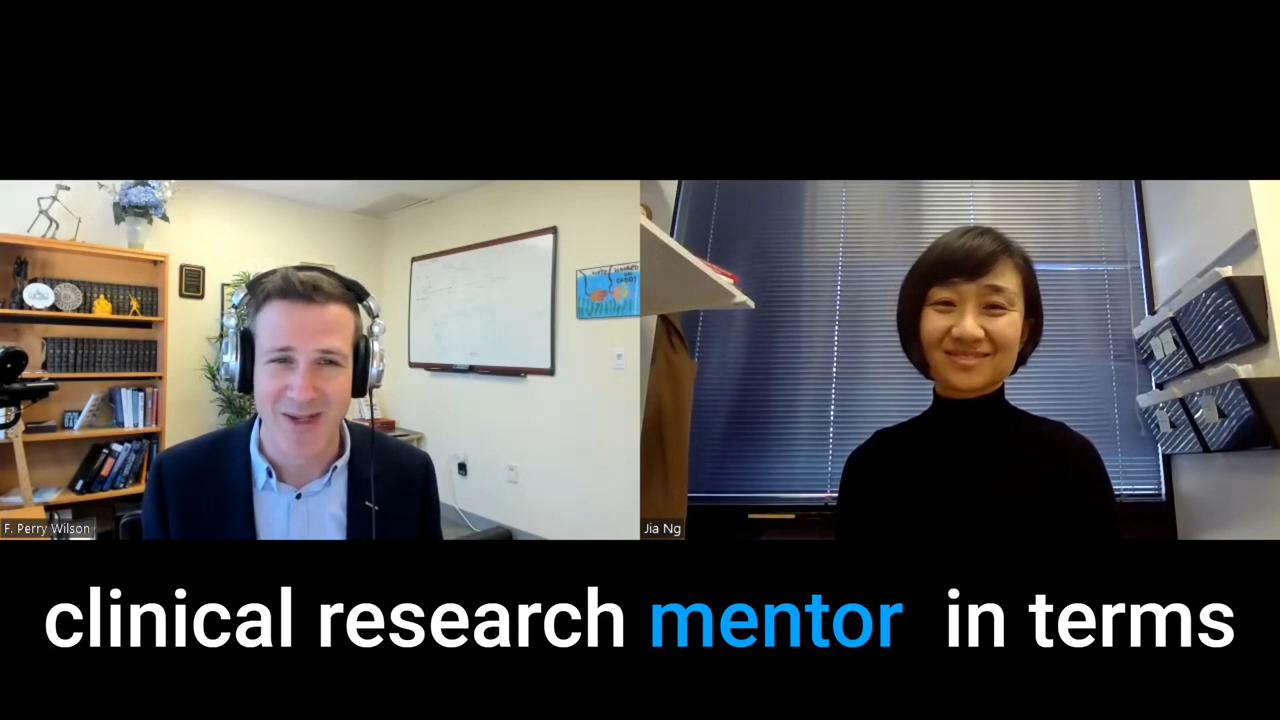 F. Perry Wilson
Jia Ng
clinical research mentor in terms